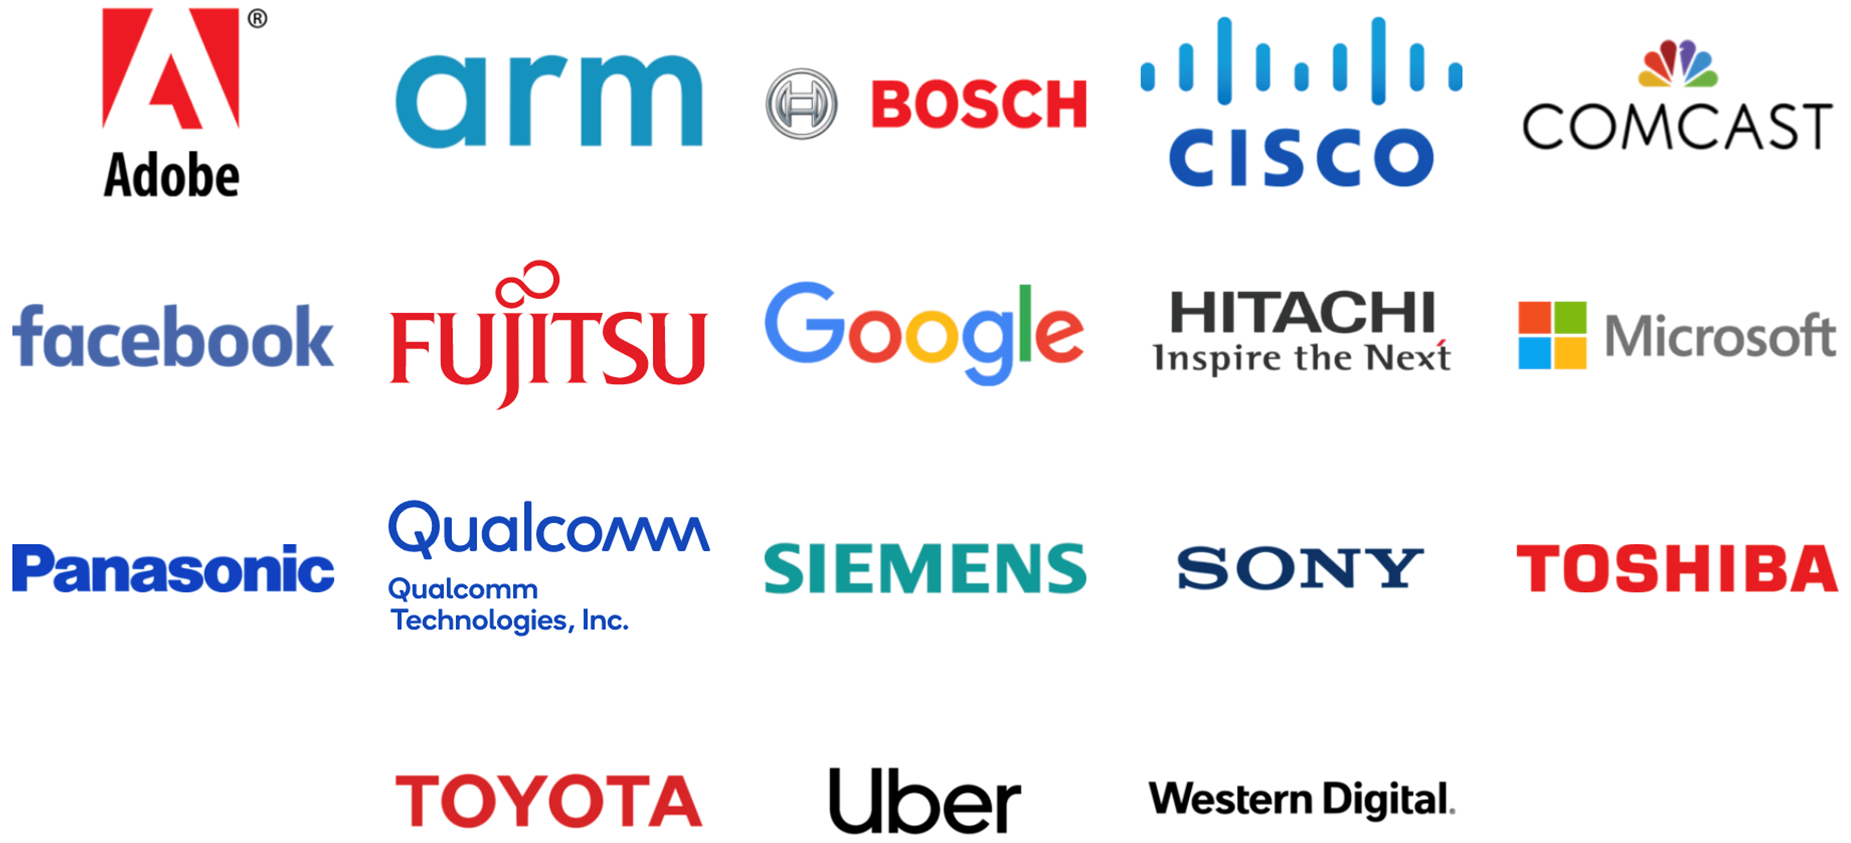 Adobe®
arm
BOSCH
CISCO
COMCAST
facebook
FUJITSU
Google
HITACHI
Inspire the Next
Microsoft
Panasonic
Qualcomm
Qualcomm
Technologies, Inc.
SIEMENS
SONY
TOSHIBA
TOYOTA
Uber
Western Digital.